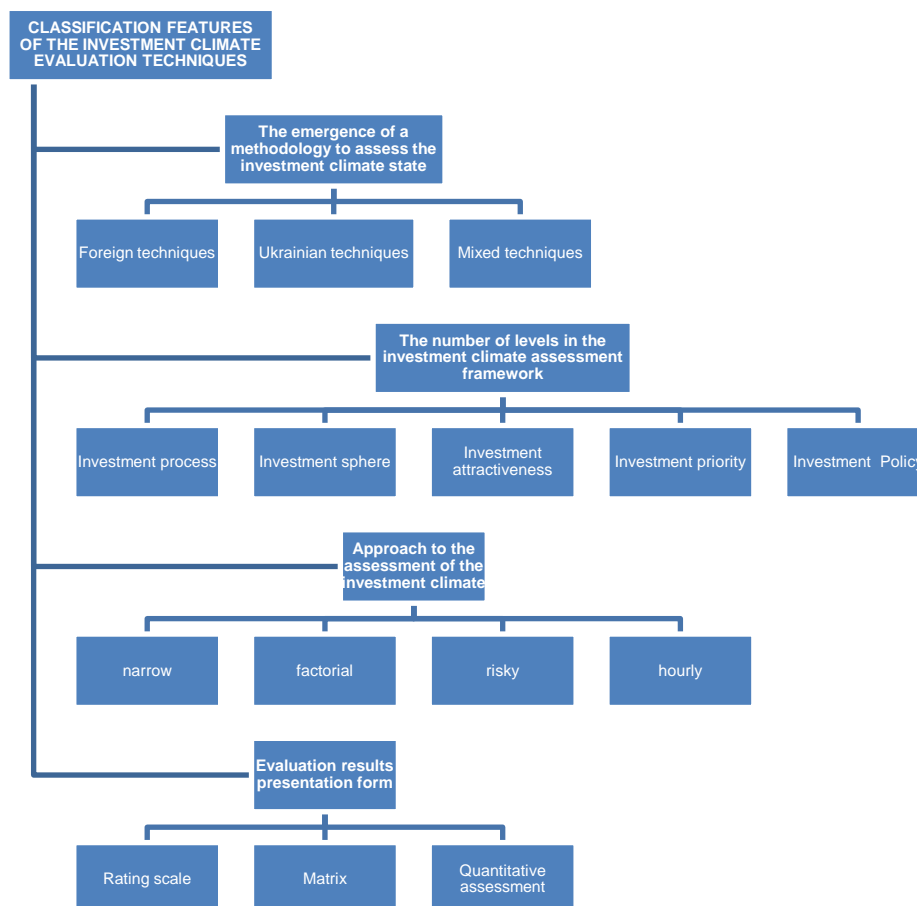 CLASSIFICATION FEATURES
OF THE INVESTMENT CLIMATE
EVALUATION TECHNIQUES
The emergence of a
methodology to assess the
investment climate state
Foreign techniques
Ukrainian techniques
Mixed techniques
The number of levels in the
investment climate assessment
framework
Investment process
Investment sphere
Investment
attractiveness
Investment priority
Investment Policy
Approach to the
assessment of the
investment climate
narrow
factorial
risky
hourly
Evaluation results
presentation form
Rating scale
Matrix
Quantitative
assessment